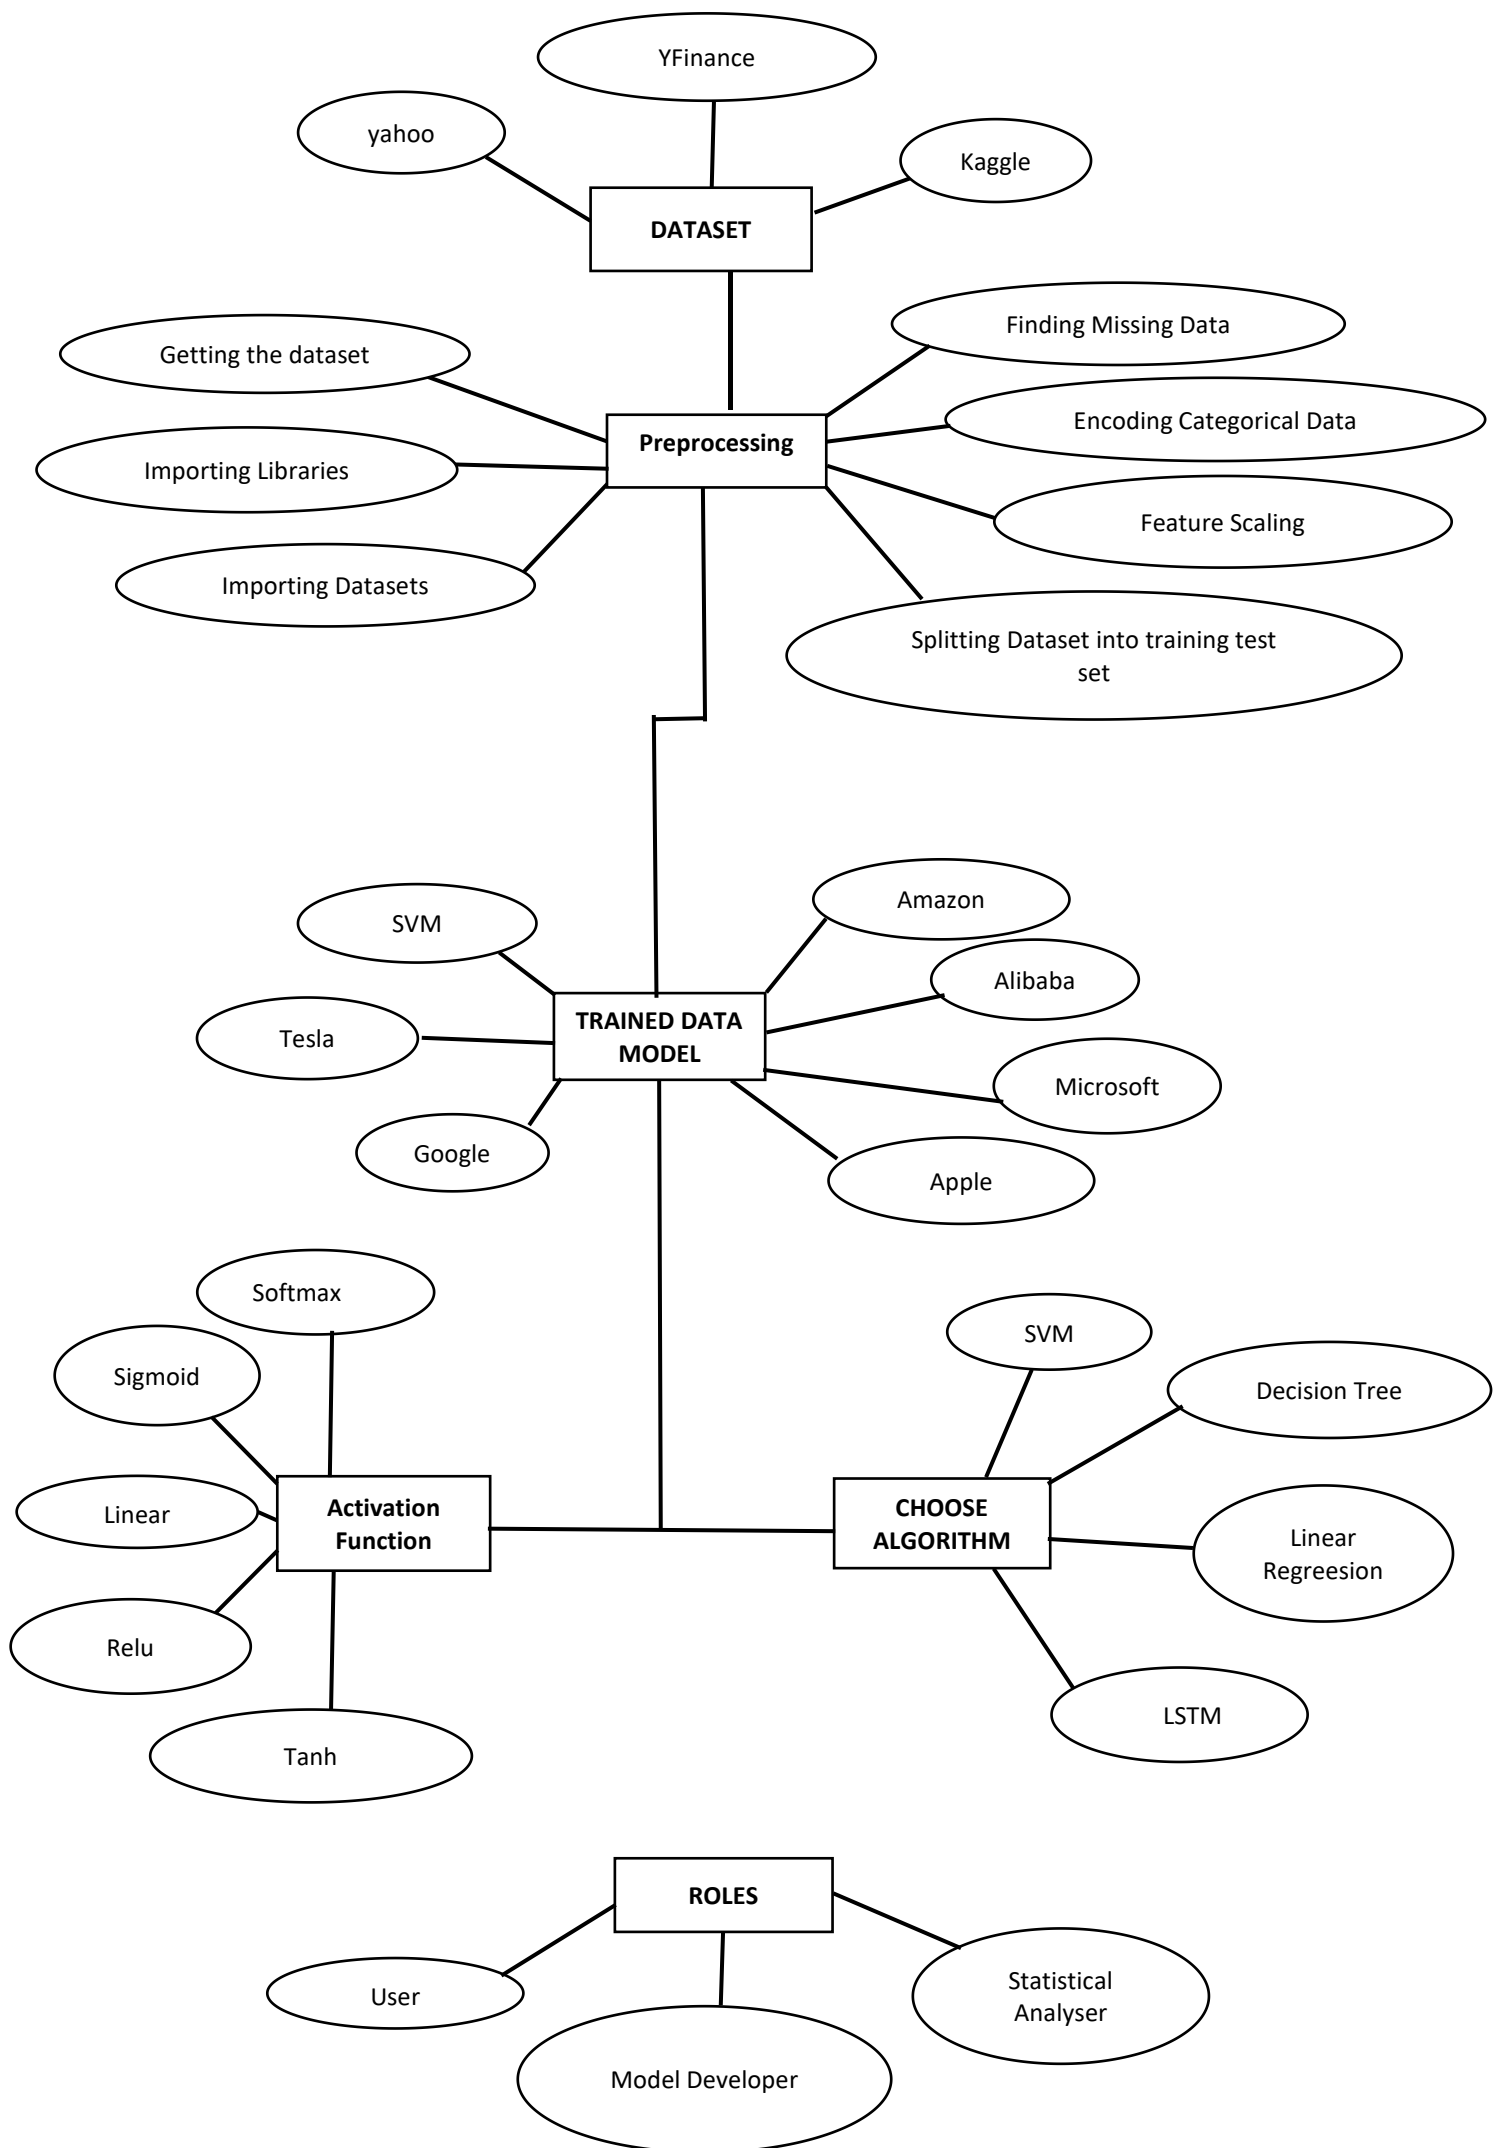 YFinance
yahoo
Kaggle
DATASET
Finding Missing Data
Getting the dataset
Encoding Categorical Data
Preprocessing
Importing Libraries
Feature Scaling
Importing Datasets
Splitting Dataset into training test
set
Amazon
SVM
Alibaba
TRAINED DATA
MODEL
Tesla
Microsoft
Google
Apple
Softmax
SVM
Sigmoid
Decision Tree
Activation
Function
CHOOSE
ALGORITHM
Linear
Linear
Regreesion
Relu
LSTM
Tanh
ROLES
User
Statistical
Analyser
Model Developer